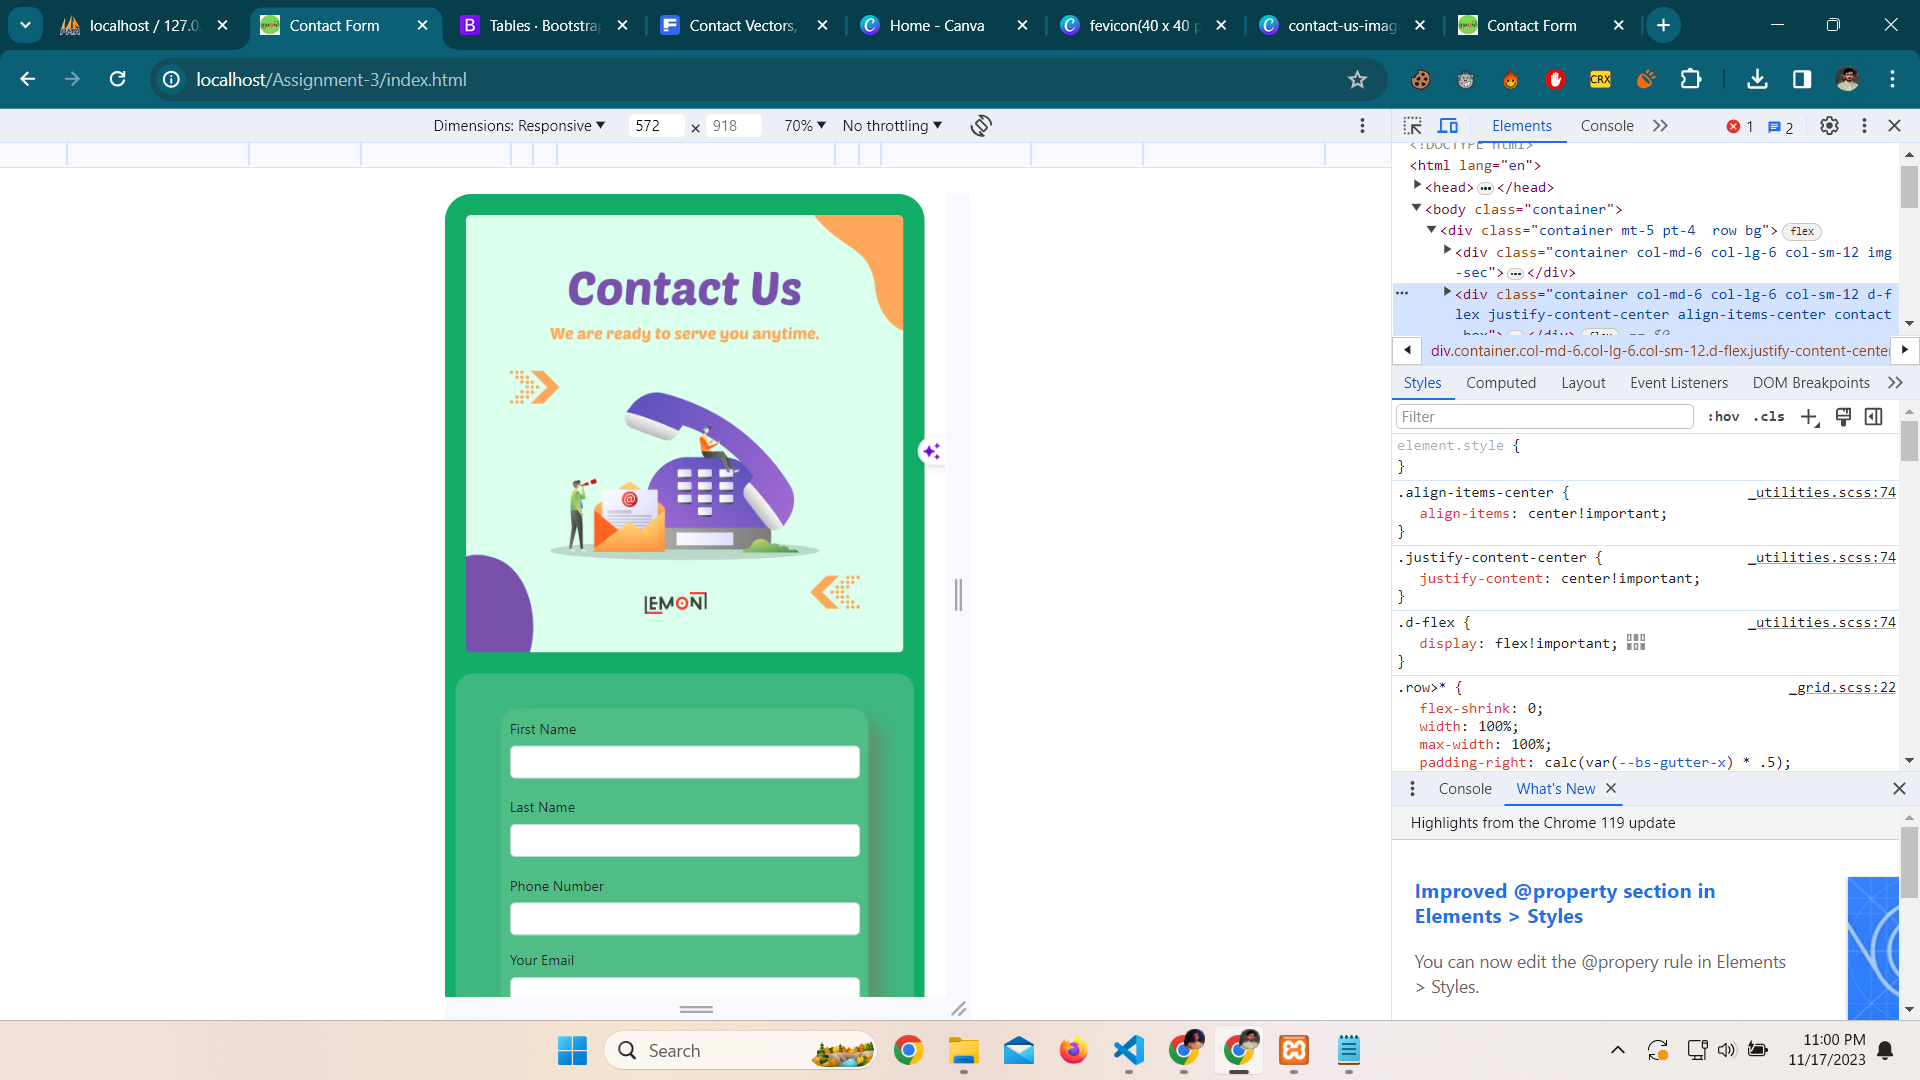 localhost / 127.0.
Contact Form
Tables · Bootstrap
Contact Vectors,
Home - Canva
fevicon(40 x 40 p
contact-us-imag
Contact Form
localhost/Assignment-3/index.html
CRX
Dimensions: Responsive
572 × 918
70%
No throttling
Elements
Console
1
2
<!DOCTYPE html>
<html lang="en">
<head> ••• </head>
<body class="container">
<div class="container mt-5 pt-4  row bg"> flex
<div class="container col-md-6 col-lg-6 col-sm-12 img
-sec"> ••• </div>
••• <div class="container col-md-6 col-lg-6 col-sm-12 d-f
lex justify-content-center align-items-center contact
-box"> ••• </div> flex == $0
div.container.col-md-6.col-lg-6.col-sm-12.d-flex.justify-content-center
Styles
Computed
Layout
Event Listeners
DOM Breakpoints
Filter
:hov
.cls
element.style {
}
.align-items-center {
_utilities.scss:74
align-items: center!important;
}
.justify-content-center {
_utilities.scss:74
justify-content: center!important;
}
.d-flex {
_utilities.scss:74
display: flex!important;
}
.row>* {
_grid.scss:22
flex-shrink: 0;
width: 100%;
max-width: 100%;
padding-right: calc(var(--bs-gutter-x) * .5);
Console
What's New
Highlights from the Chrome 119 update
Improved @property section in
Elements > Styles
You can now edit the @propery rule in Elements
> Styles.
Contact Us
We are ready to serve you anytime.
@
LEMON
First Name
Last Name
Phone Number
Your Email
Search
11:00 PM
11/17/2023